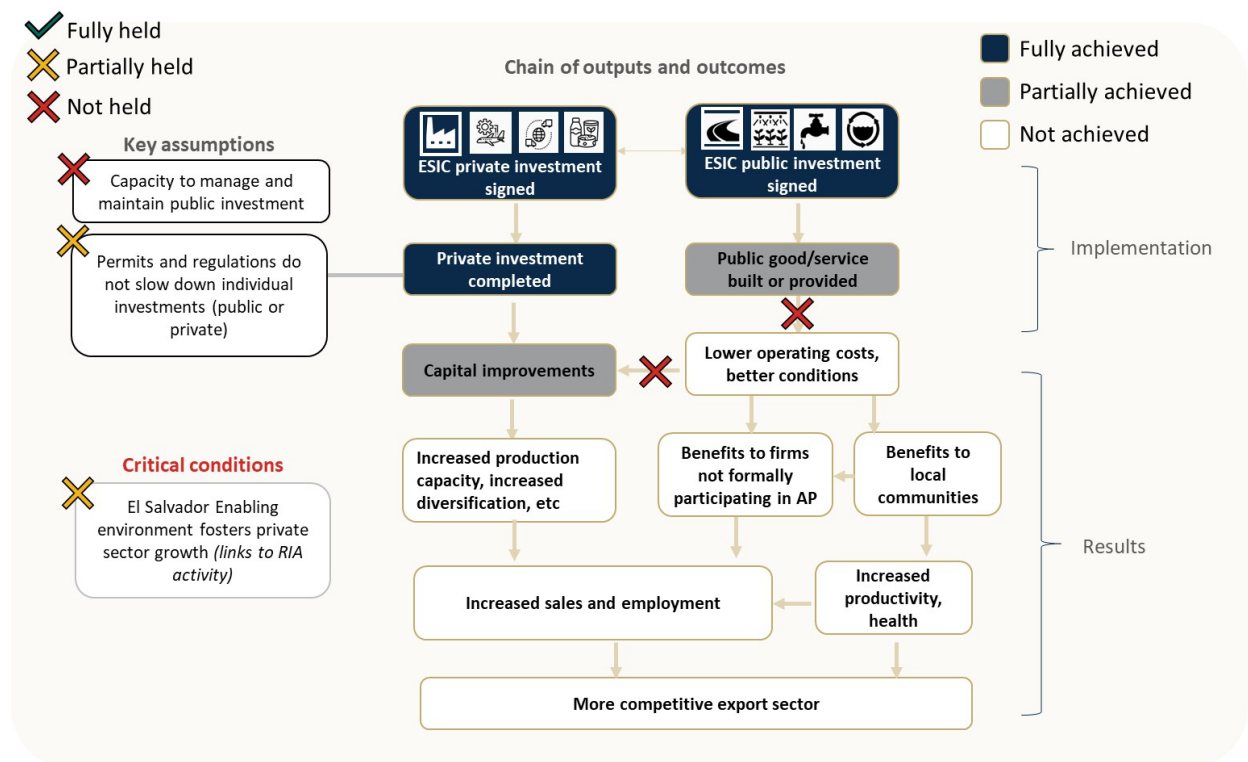 Fully held
Partially held
Not held
Fully achieved
Partially achieved
Not achieved
Chain of outputs and outcomes
Key assumptions
Capacity to manage and
maintain public investment
Permits and regulations do
not slow down individual
investments (public or
private)
Critical conditions
El Salvador Enabling
environment fosters private
sector growth (links to RIA
activity)
ESIC private investment
signed
ESIC public investment
signed
Private investment
completed
Public good/service
built or provided
Capital improvements
Lower operating costs,
better conditions
Increased production
capacity, increased
diversification, etc
Benefits to firms
not formally
participating in AP
Benefits to
local
communities
Increased sales and employment
Increased
productivity,
health
More competitive export sector
Implementation
Results